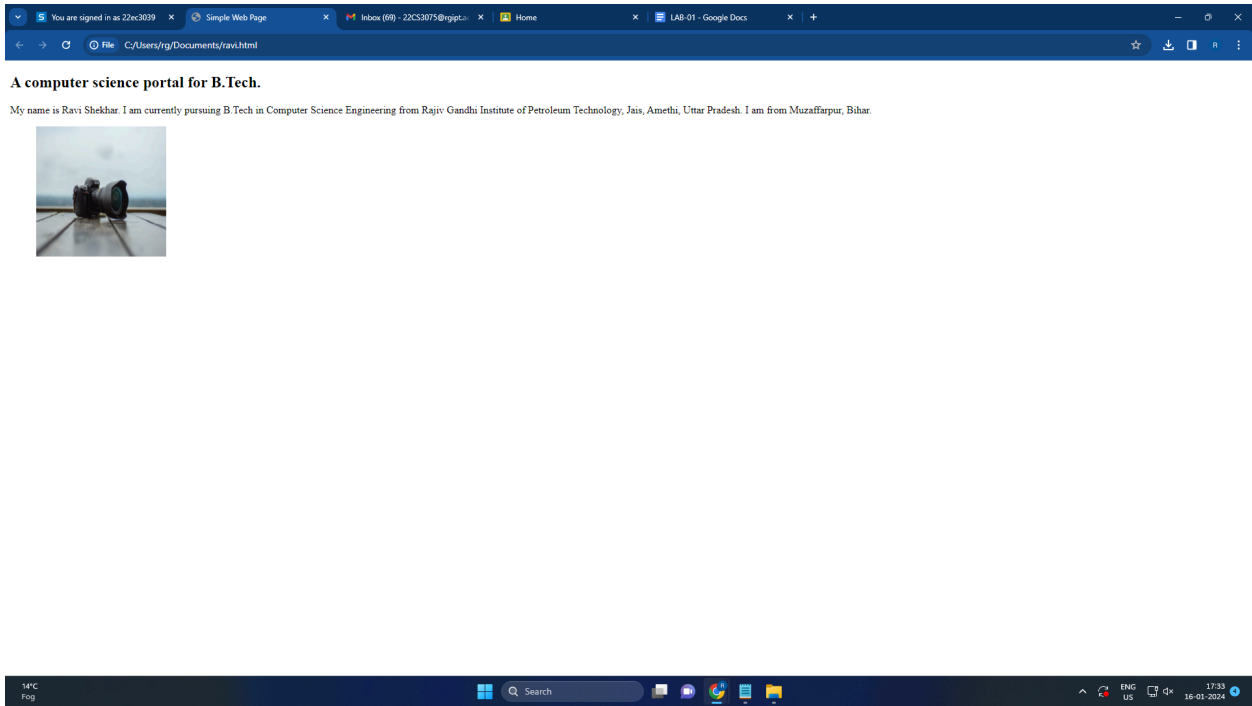 You are signed in as 22ec3039
Simple Web Page
Inbox (69) - 22CS3075@rgipt.ac
Home
LAB-01 - Google Docs
File C:/Users/rg/Documents/ravi.html
R
A computer science portal for B.Tech.
My name is Ravi Shekhar. I am currently pursuing B.Tech in Computer Science Engineering from Rajiv Gandhi Institute of Petroleum Technology, Jais, Amethi, Uttar Pradesh. I am from Muzaffarpur, Bihar.
14°C
Fog
Search
ENG
US
17:33
16-01-2024
4